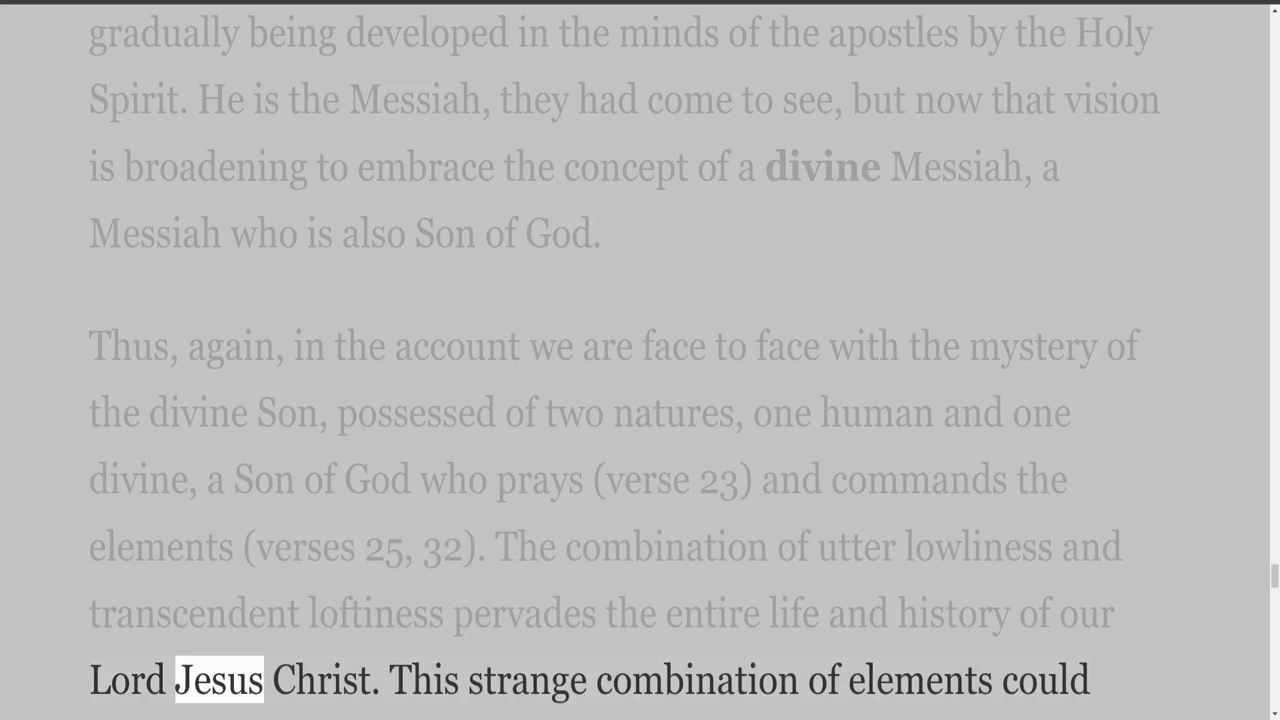 gradually being developed in the minds of the apostles by the Holy
Spirit. He is the Messiah, they had come to see, but now that vision
is broadening to embrace the concept of a divine Messiah, a
Messiah who is also Son of God.
Thus, again, in the account we are face to face with the mystery of
the divine Son, possessed of two natures, one human and one
divine, a Son of God who prays (verse 23) and commands the
elements (verses 25, 32). The combination of utter lowliness and
transcendent loftiness pervades the entire life and history of our
Lord Jesus Christ. This strange combination of elements could